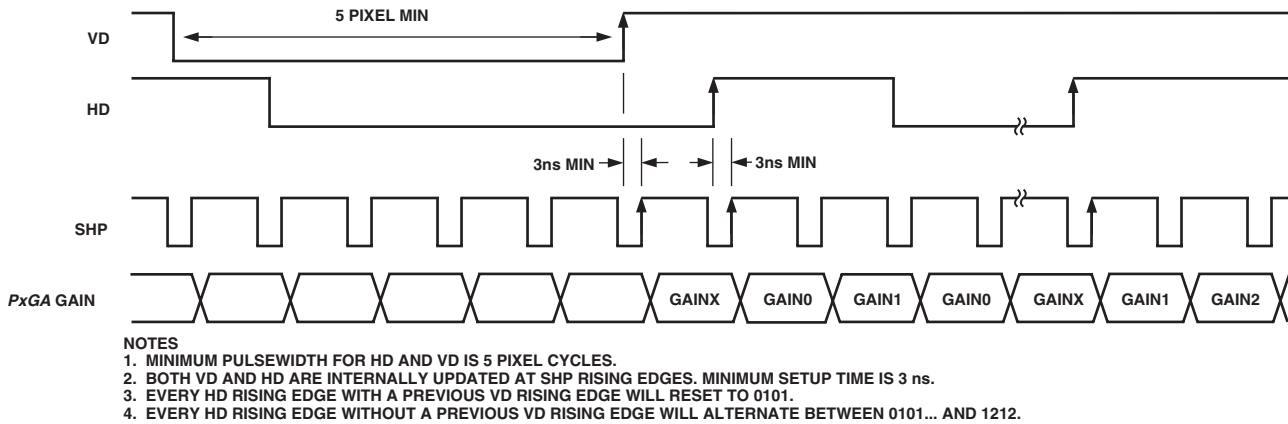 5 PIXEL MIN
VD
HD
3ns MIN 3ns MIN
SHP
PxGA GAIN GAINX GAIN0 GAIN1 GAIN0 GAINX GAIN1 GAIN2
NOTES
1. MINIMUM PULSEWIDTH FOR HD AND VD IS 5 PIXEL CYCLES.
2. BOTH VD AND HD ARE INTERNALLY UPDATED AT SHP RISING EDGES. MINIMUM SETUP TIME IS 3 ns.
3. EVERY HD RISING EDGE WITH A PREVIOUS VD RISING EDGE WILL RESET TO 0101.
4. EVERY HD RISING EDGE WITHOUT A PREVIOUS VD RISING EDGE WILL ALTERNATE BETWEEN 0101... AND 1212.